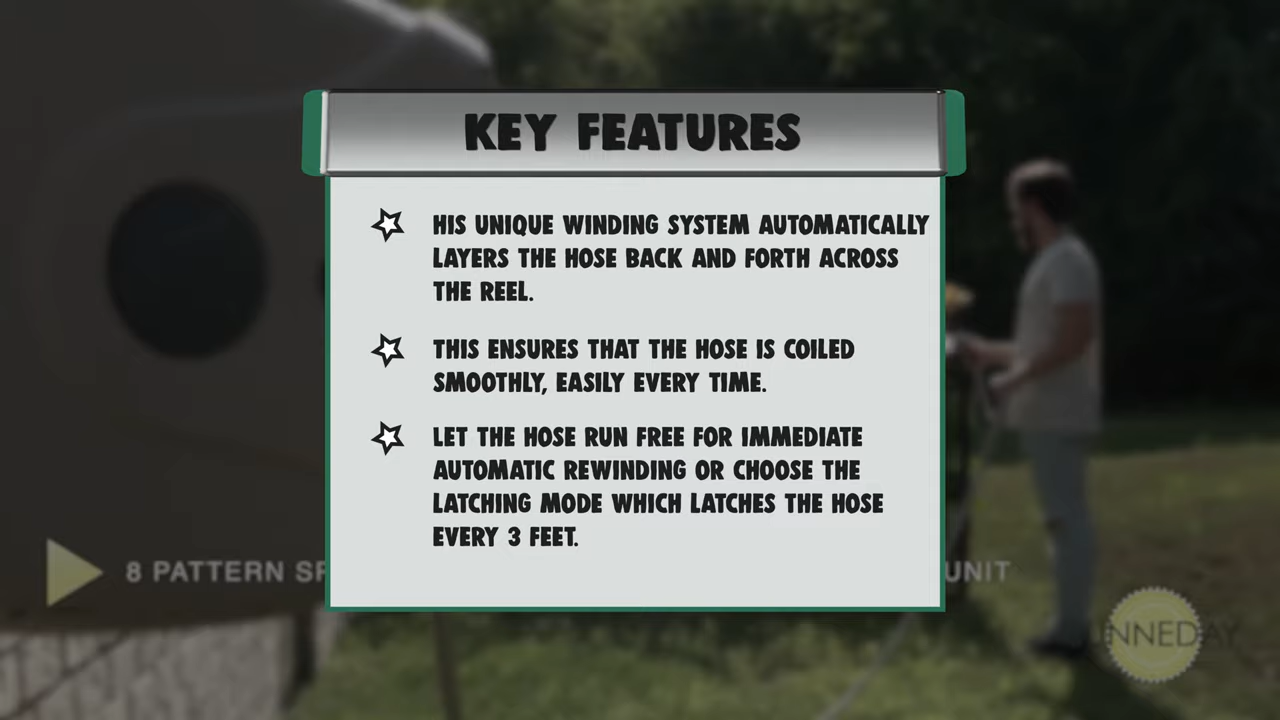 KEY FEATURES
HIS UNIQUE WINDING SYSTEM AUTOMATICALLY
LAYERS THE HOSE BACK AND FORTH ACROSS
THE REEL.
THIS ENSURES THAT THE HOSE IS COILED
SMOOTHLY, EASILY EVERY TIME.
LET THE HOSE RUN FREE FOR IMMEDIATE
AUTOMATIC REWINDING OR CHOOSE THE
LATCHING MODE WHICH LATCHES THE HOSE
EVERY 3 FEET.
8 PATTERN SP UNIT